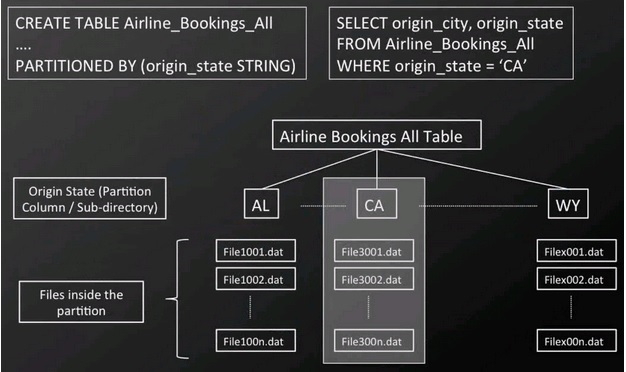 CREATE TABLE Airline_Bookings_All
....
PARTITIONED BY (origin_state STRING)
SELECT origin_city, origin_state
FROM Airline_Bookings_All
WHERE origin_state = ‘CA’
Airline Bookings All Table
Origin State (Partition
Column / Sub-directory)
AL
CA
WY
File1001.dat
File3001.dat
Filex001.dat
File1002.dat
File3002.dat
Filex002.dat
Files inside the
partition
File100n.dat
File300n.dat
Filex00n.dat